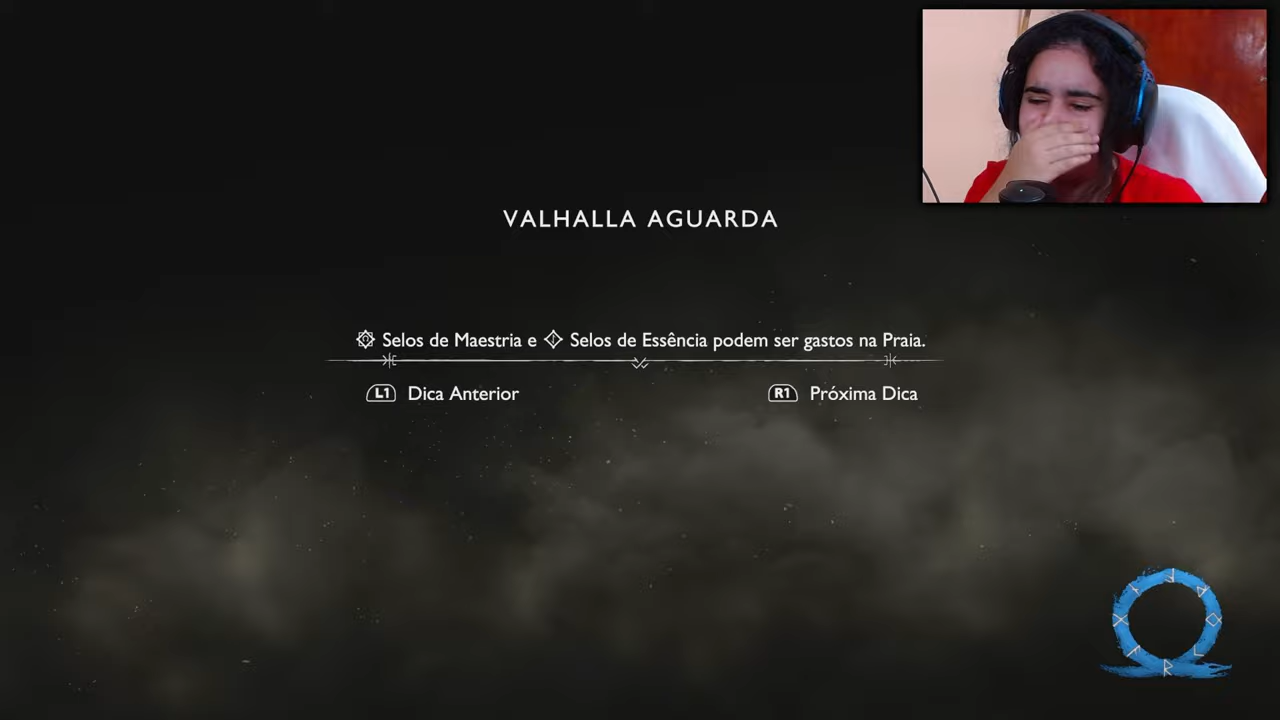 VALHALLA AGUARDA
Selos de Maestria e Selos de Essência podem ser gastos na Praia.
L1 Dica Anterior
R1 Próxima Dica